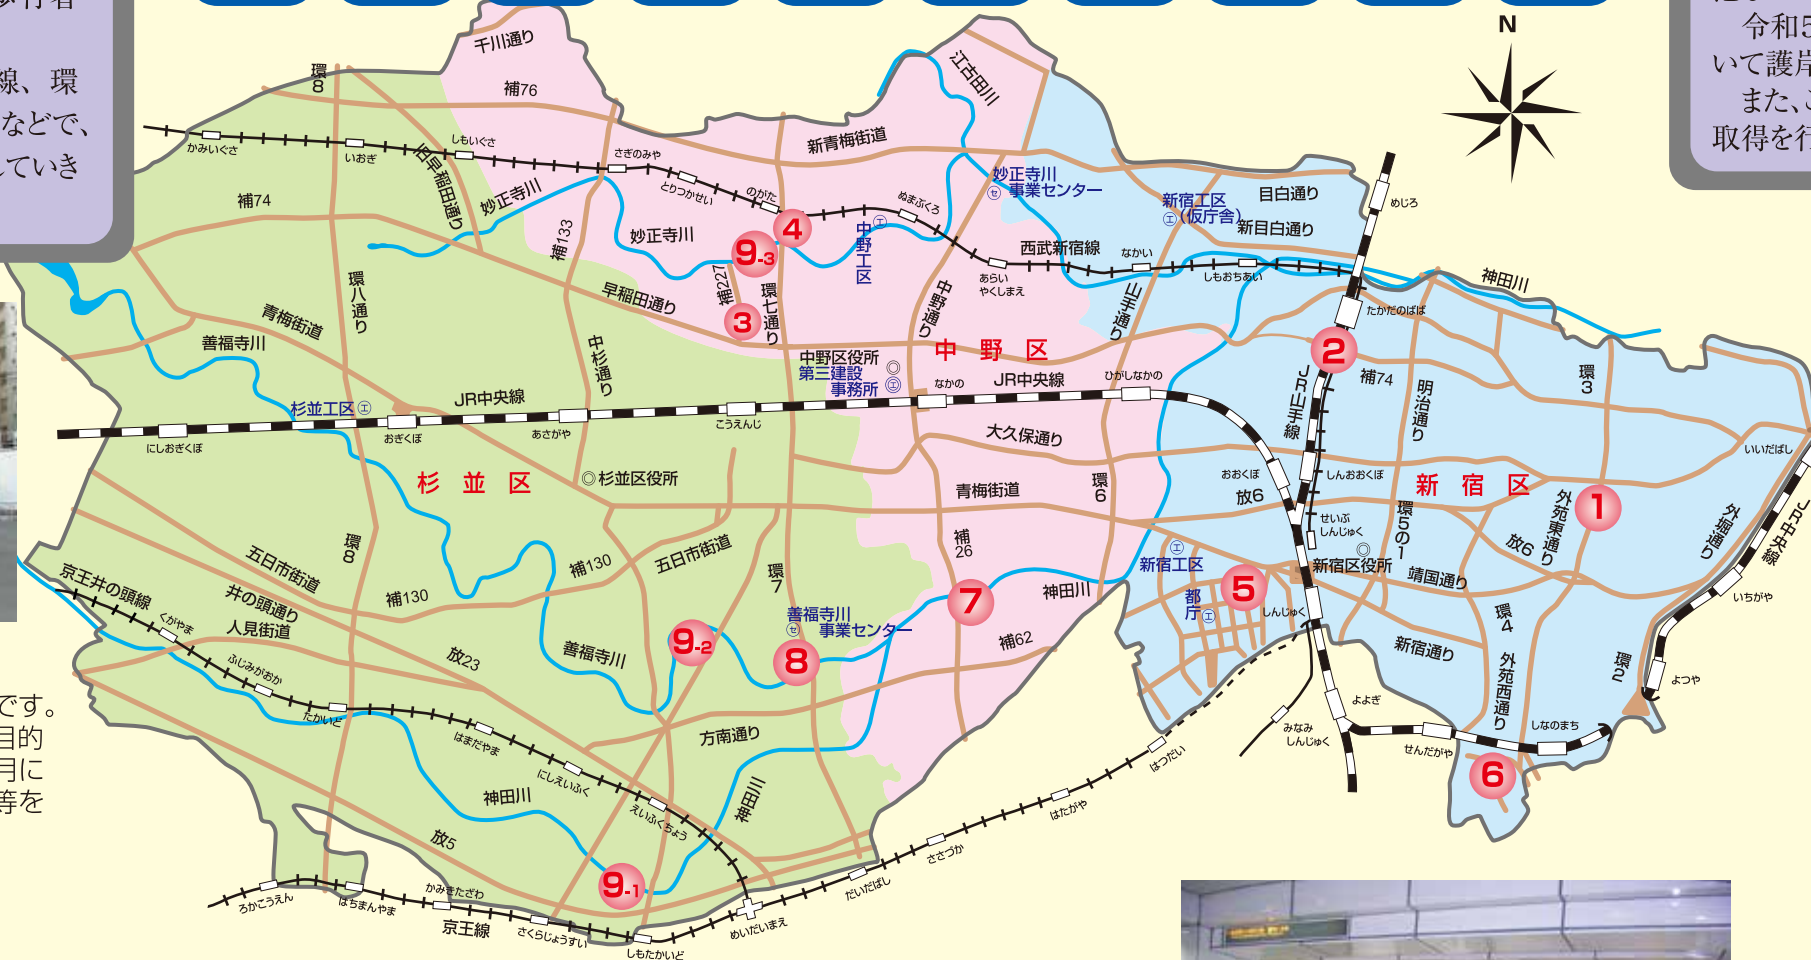 線、環
などで、
れていき
令和5
いて護岸
また、こ
取得を行
N
千川通り
環8
補76
江古田川
新青梅街道
かみいぐさ
いおぎ
しもいぐさ
旧早稲田通り
さぎのみや
とりつかせい
のがた
ぬまぶくろ
妙正寺川
㋝ 事業センター
新宿工区
㋓(仮庁舎)
目白通り
新目白通り
めじろ
補74
妙正寺川
妙正寺川
補133
4
9-3
㋓
中野工区
西武新宿線
なかい
しもおちあい
あらい
やくしまえ
神田川
環八通り
青梅街道
善福寺川
早稲田通り
補227
3
環七通り
中野通り
山手通り
たかだのばば
2
中杉通り
中野区役所 ◎
第三建設
事務所 ㋓
中野区
なかの
JR中央線
ひがしなかの
JR山手線
補74
明治通り
環3
杉並工区 ㋓
JR中央線
にしおぎくぼ
おぎくぼ
あさがや
こうえんじ
大久保通り
おおくぼ
しんおおくぼ
いいだばし
杉並区
◎杉並区役所
青梅街道
環6
放6
新宿区
1
環5の1
外苑東通り
放6
外堀通り
JR中央線
せいぶ
しんじゅく
環8
五日市街道
補130
五日市街道
補26
環7
㋓
新宿工区
◎
新宿区役所
靖国通り
京王井の頭線
井の頭通り
人見街道
補130
くがやま
ふじみがおか
善福寺川
㋝ 事業センター
7
神田川
都庁㋓
5
しんじゅく
いちがや
環4
放23
善福寺川
9-2
8
補62
新宿通り
外苑西通り
環2
よつや
です。
目的
月に
等を
たかいど
はまだやま
にしえいふく
えいふくちょう
方南通り
神田川
神田川
はつだい
みなみ
しんじゅく
よよぎ
せんだがや
しなのまち
6
放5
9-1
はたがや
ささづか
だいたばし
めいだいまえ
ろかこうえん
はちまんやま
かみきたざわ
京王線
さくらじょうすい
しもたかいど